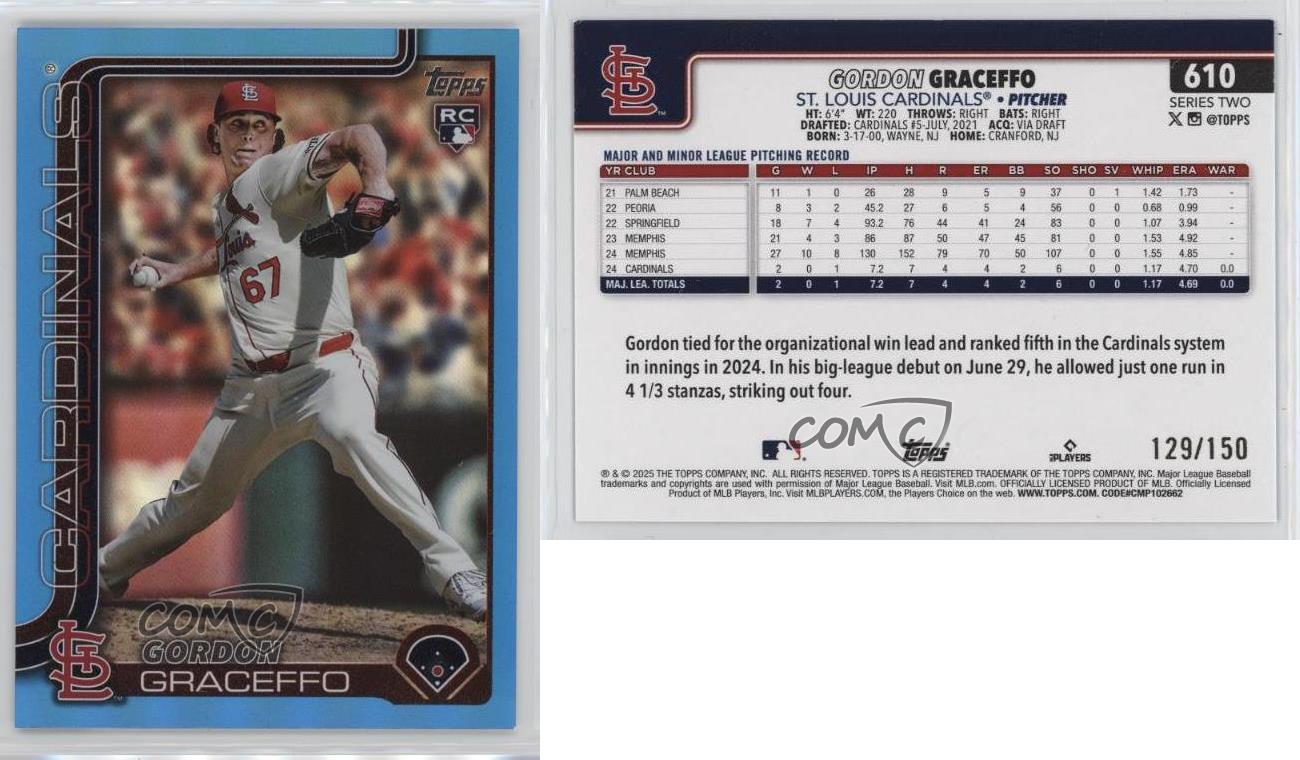 CARDINALS®
Topps
RC
STL
St. Louis
67
COMC
GORDON
GRACEFFO
STL
TM
GORDON GRACEFFO
ST. LOUIS CARDINALS® • PITCHER
HT: 6'4" WT: 220 THROWS: RIGHT BATS: RIGHT
DRAFTED: CARDINALS #5-JULY, 2021 ACQ: VIA DRAFT
BORN: 3-17-00, WAYNE, NJ HOME: CRANFORD, NJ
610
SERIES TWO
X @TOPPS
MAJOR AND MINOR LEAGUE PITCHING RECORD
YR CLUB G W L IP H R ER BB SO SHO SV WHIP ERA WAR
21 PALM BEACH 11 1 0 26 28 9 5 9 37 0 1 1.42 1.73 -
22 PEORIA 8 3 2 45.2 27 6 5 4 56 0 0 0.68 0.99 -
22 SPRINGFIELD 18 7 4 93.2 76 44 41 24 83 0 0 1.07 3.94 -
23 MEMPHIS 21 4 3 86 87 50 47 45 81 0 0 1.53 4.92 -
24 MEMPHIS 27 10 8 130 152 79 70 50 107 0 0 1.55 4.85 -
24 CARDINALS 2 0 1 7.2 7 4 4 2 6 0 0 1.17 4.70 0.0
MAJ. LEA. TOTALS 2 0 1 7.2 7 4 4 2 6 0 0 1.17 4.69 0.0
Gordon tied for the organizational win lead and ranked fifth in the Cardinals system
in innings in 2024. In his big-league debut on June 29, he allowed just one run in
4 1/3 stanzas, striking out four.
COMC
Topps
PLAYERS
129/150
® & © 2025 THE TOPPS COMPANY, INC. ALL RIGHTS RESERVED. TOPPS IS A REGISTERED TRADEMARK OF THE TOPPS COMPANY, INC. Major League Baseball
trademarks and copyrights are used with permission of Major League Baseball. Visit MLB.com. OFFICIALLY LICENSED PRODUCT OF MLB. Officially Licensed
Product of MLB Players, Inc. Visit MLBPLAYERS.COM, the Players Choice on the web. WWW.TOPPS.COM. CODE#CMP102662